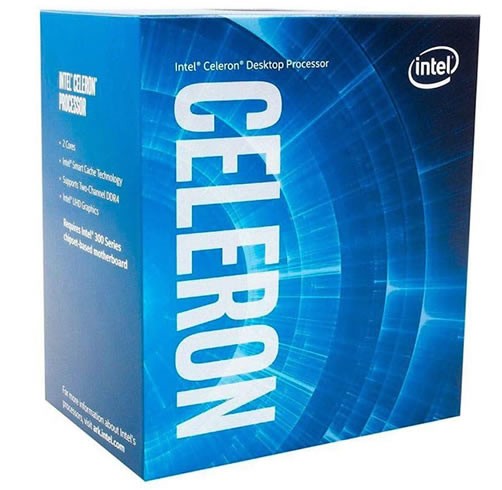 INTEL® CELERON®
PROCESSOR
• 2 Cores
• Intel® Smart Cache Technology
• Supports Two-Channel DDR4
• Intel® UHD Graphics
Requires Intel® 300 Series
chipset-based motherboard
For more information about Intel's
processors, visit ark.intel.com
Intel® Celeron® Desktop Processor
intel®
CELERON